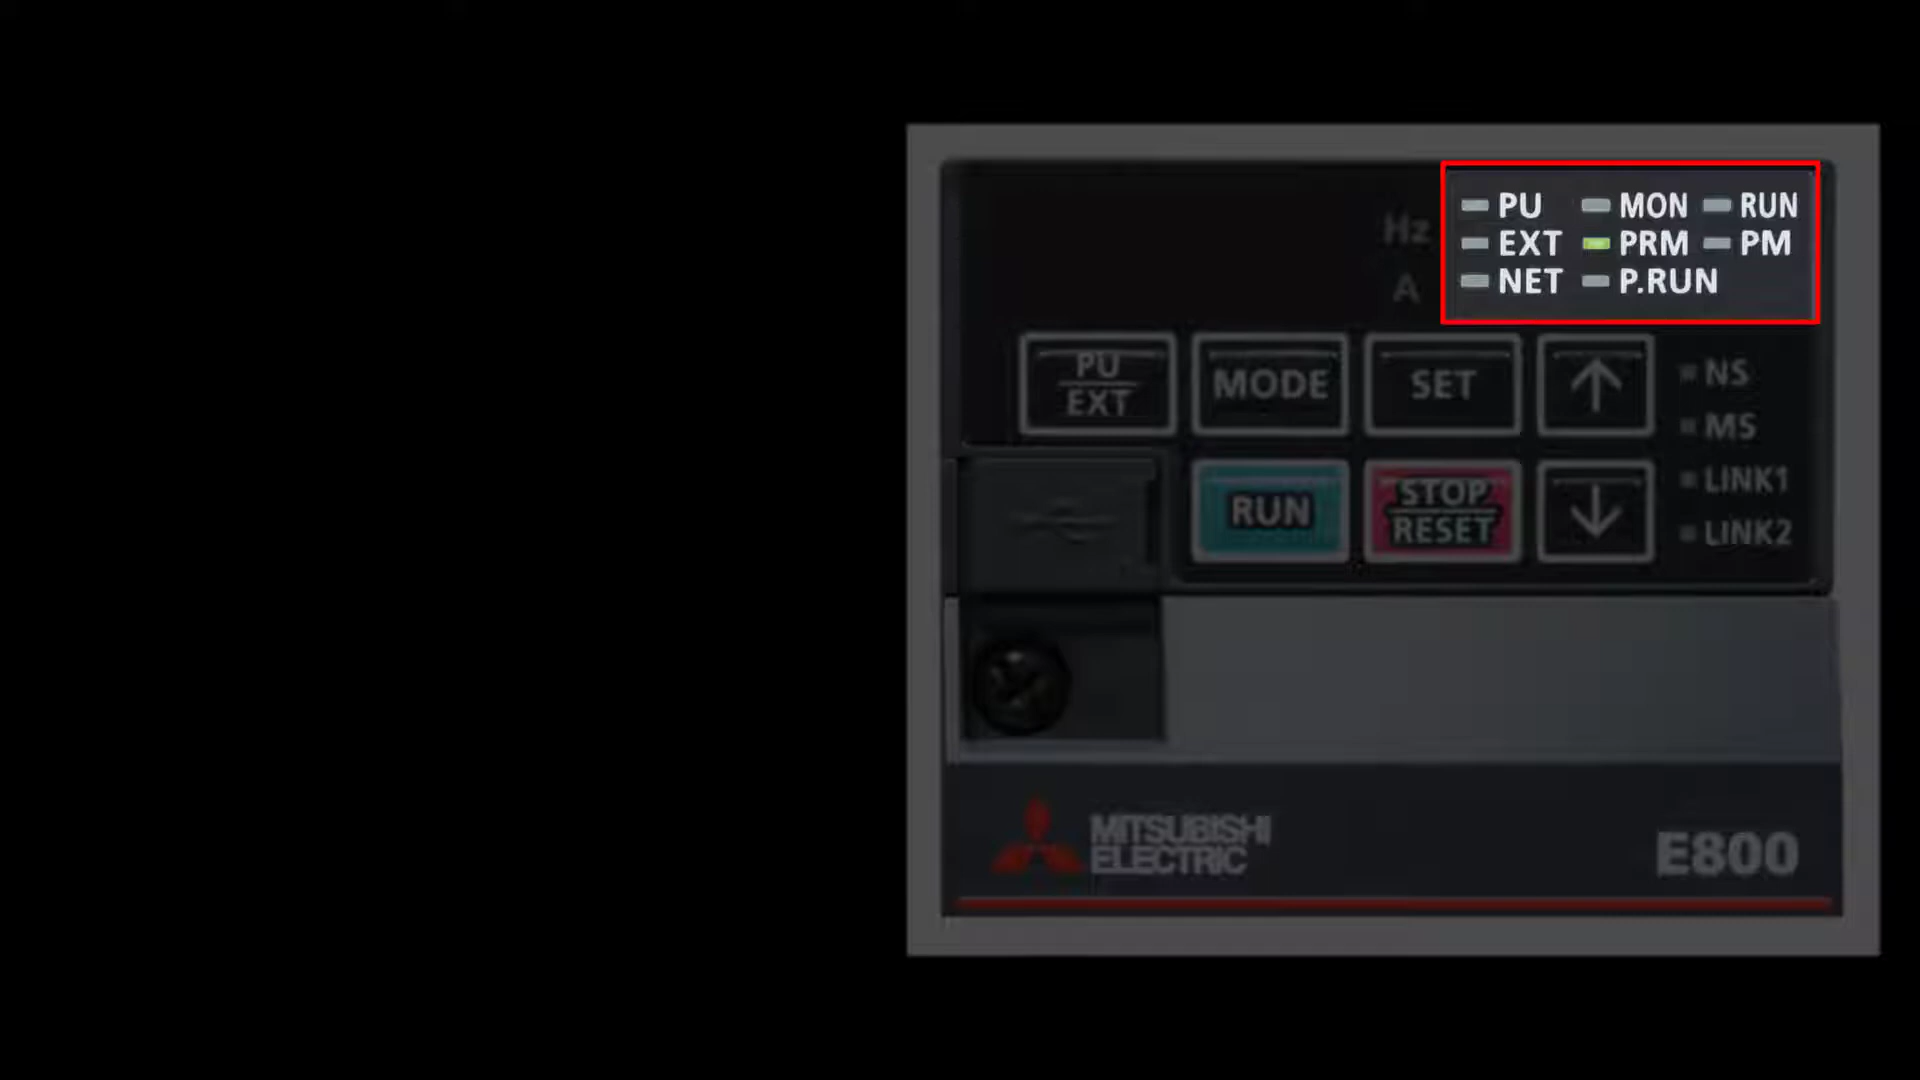 PU MON RUN
Hz
EXT PRM PM
A
NET P.RUN
PU
EXT
MODE
SET
NS
MS
RUN
STOP
RESET
LINK1
LINK2
MITSUBISHI
ELECTRIC
E800